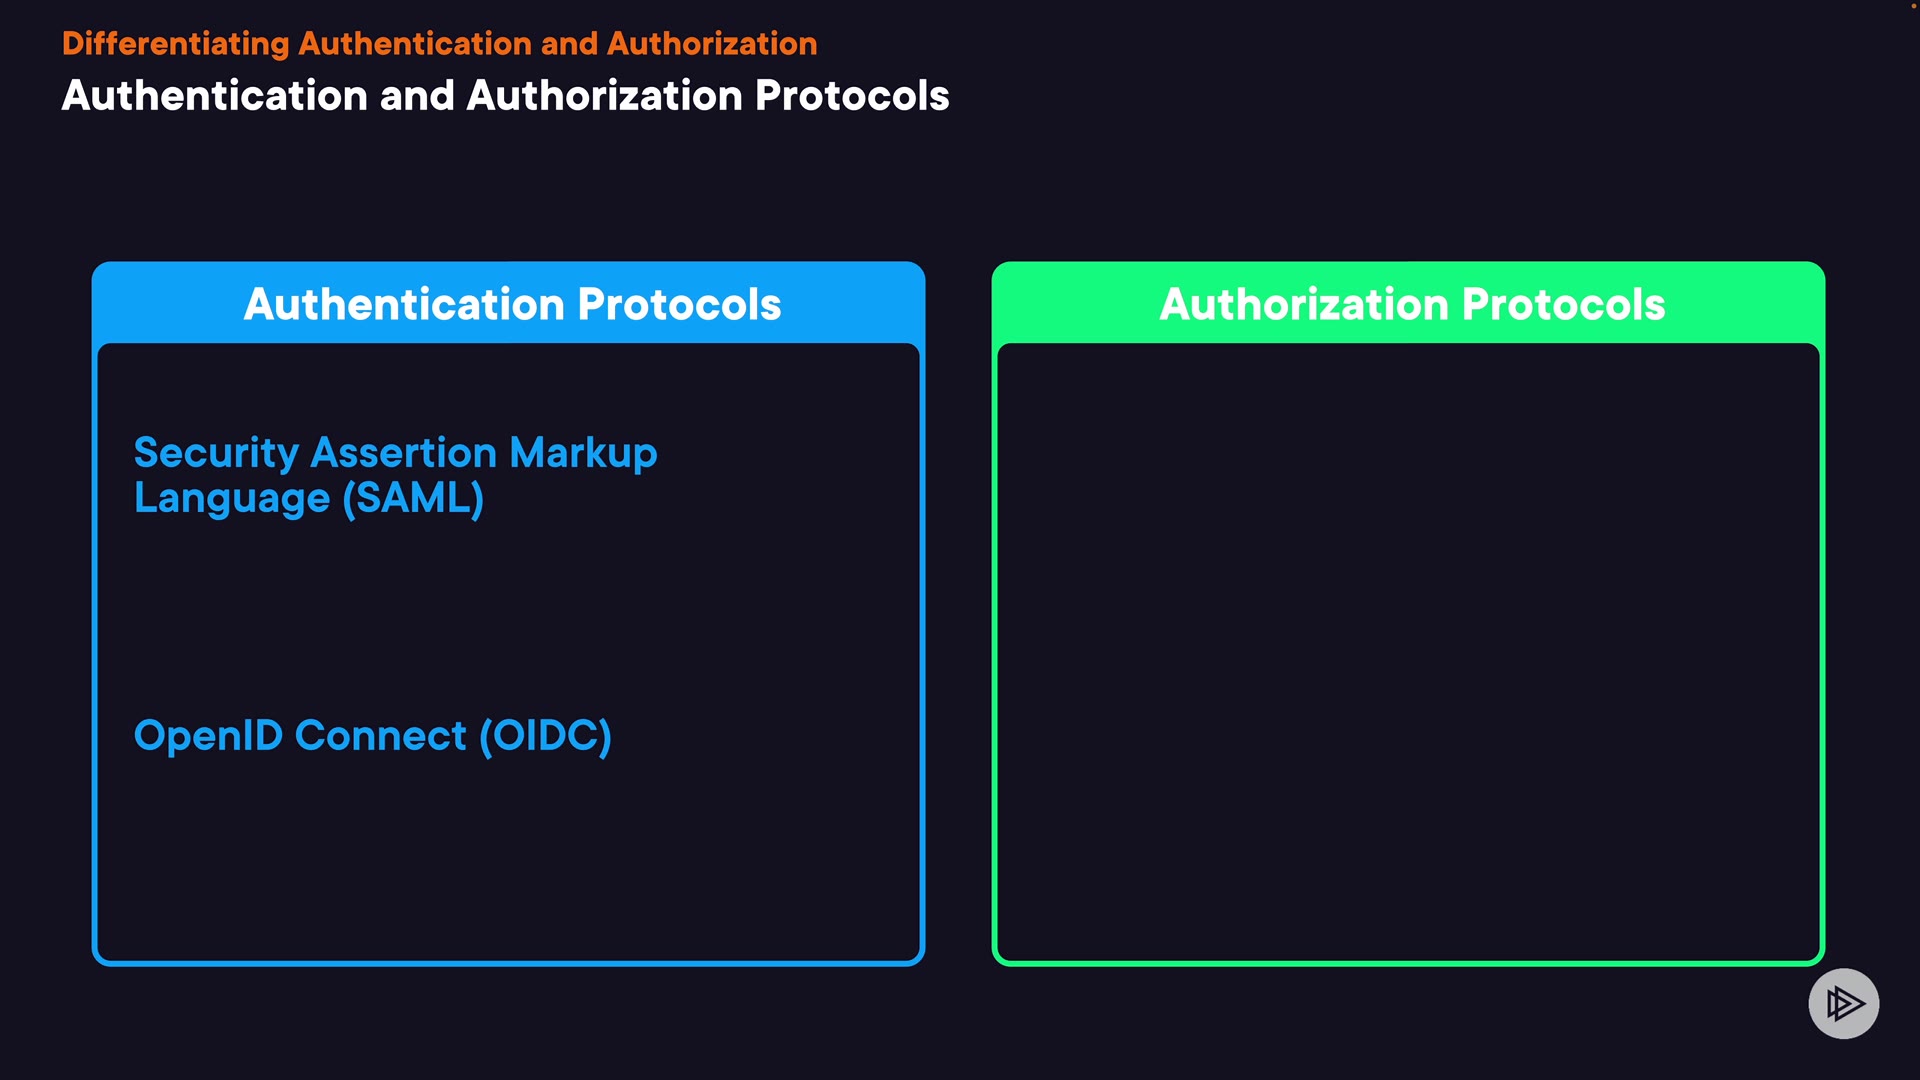 Differentiating Authentication and Authorization
Authentication and Authorization Protocols
Authentication Protocols
Security Assertion Markup
Language (SAML)
OpenID Connect (OIDC)
Authorization Protocols